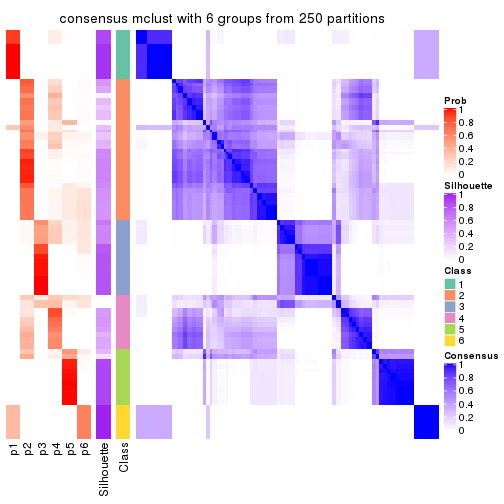 consensus mclust with 6 groups from 250 partitions
Prob
1
0.8
0.6
0.4
0.2
0
Silhouette
1
0.8
0.6
0.4
0.2
0
Class
1
2
3
4
5
6
Consensus
1
0.8
0.6
0.4
0.2
0
p1
p2
p3
p4
p5
p6
Silhouette
Class